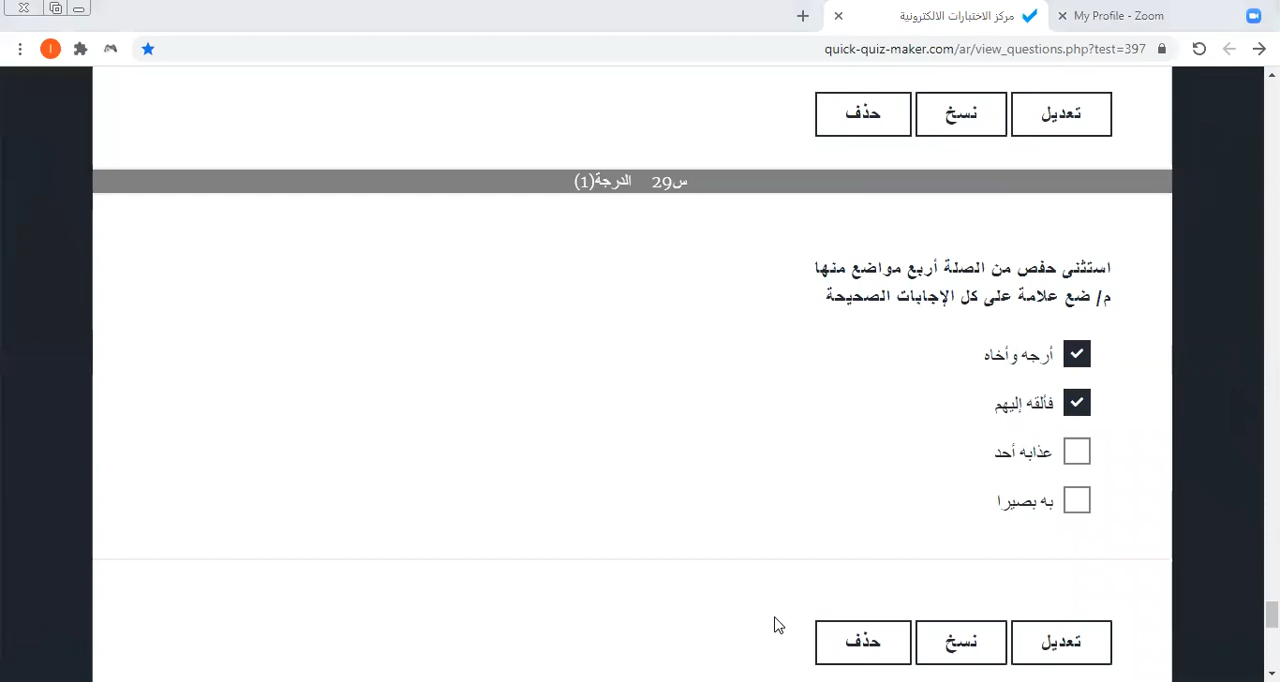 مركز الاختبارات الالكترونية
My Profile - Zoom
quick-quiz-maker.com/ar/view_questions.php?test=397
I
تعديل نسخ حذف
س29 الدرجة(1)
استثنى حفص من الصلة أربع مواضع منها
م/ ضع علامة على كل الإجابات الصحيحة
أرجه وأخاه
فألقه إليهم
عذابه أحد
به بصيرا
تعديل نسخ حذف